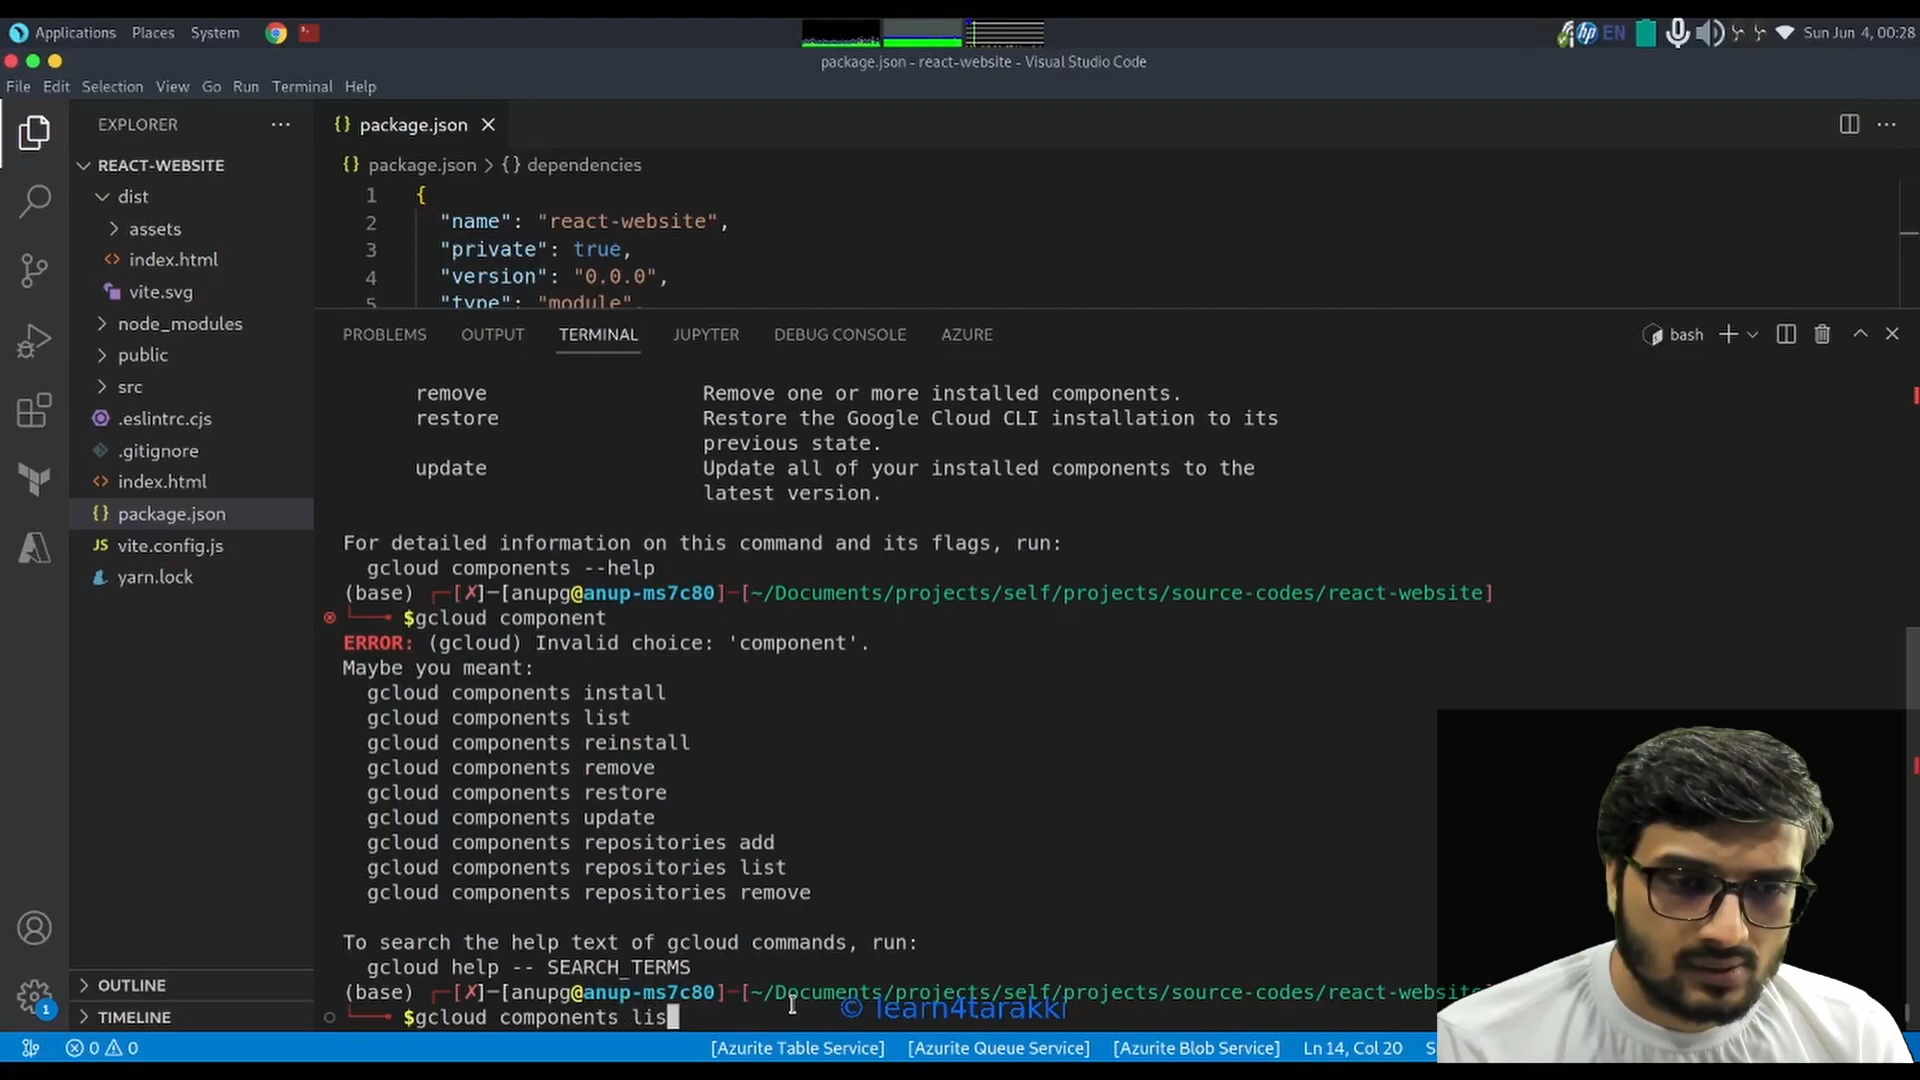 Applications Places System
EN
Sun Jun 4, 00:28
package.json - react-website - Visual Studio Code
File Edit Selection View Go Run Terminal Help
EXPLORER
REACT-WEBSITE
dist
assets
index.html
vite.svg
node_modules
public
src
.eslintrc.cjs
.gitignore
index.html
package.json
vite.config.js
yarn.lock
OUTLINE
TIMELINE
1
{} package.json
{} package.json > {} dependencies
1 {
2 "name": "react-website",
3 "private": true,
4 "version": "0.0.0",
5 "type": "module",
PROBLEMS OUTPUT TERMINAL JUPYTER DEBUG CONSOLE AZURE
bash
remove Remove one or more installed components.
restore Restore the Google Cloud CLI installation to its
previous state.
update Update all of your installed components to the
latest version.
For detailed information on this command and its flags, run:
gcloud components --help
(base) ┌─[✗]─[anupg@anup-ms7c80]─[~/Documents/projects/self/projects/source-codes/react-website]
└──╼ $gcloud component
ERROR: (gcloud) Invalid choice: 'component'.
Maybe you meant:
gcloud components install
gcloud components list
gcloud components reinstall
gcloud components remove
gcloud components restore
gcloud components update
gcloud components repositories add
gcloud components repositories list
gcloud components repositories remove
To search the help text of gcloud commands, run:
gcloud help -- SEARCH_TERMS
(base) ┌─[✗]─[anupg@anup-ms7c80]─[~/Documents/projects/self/projects/source-codes/react-website]
© learn4tarakki
└──╼ $gcloud components lis
0 0 [Azurite Table Service] [Azurite Queue Service] [Azurite Blob Service] Ln 14, Col 20